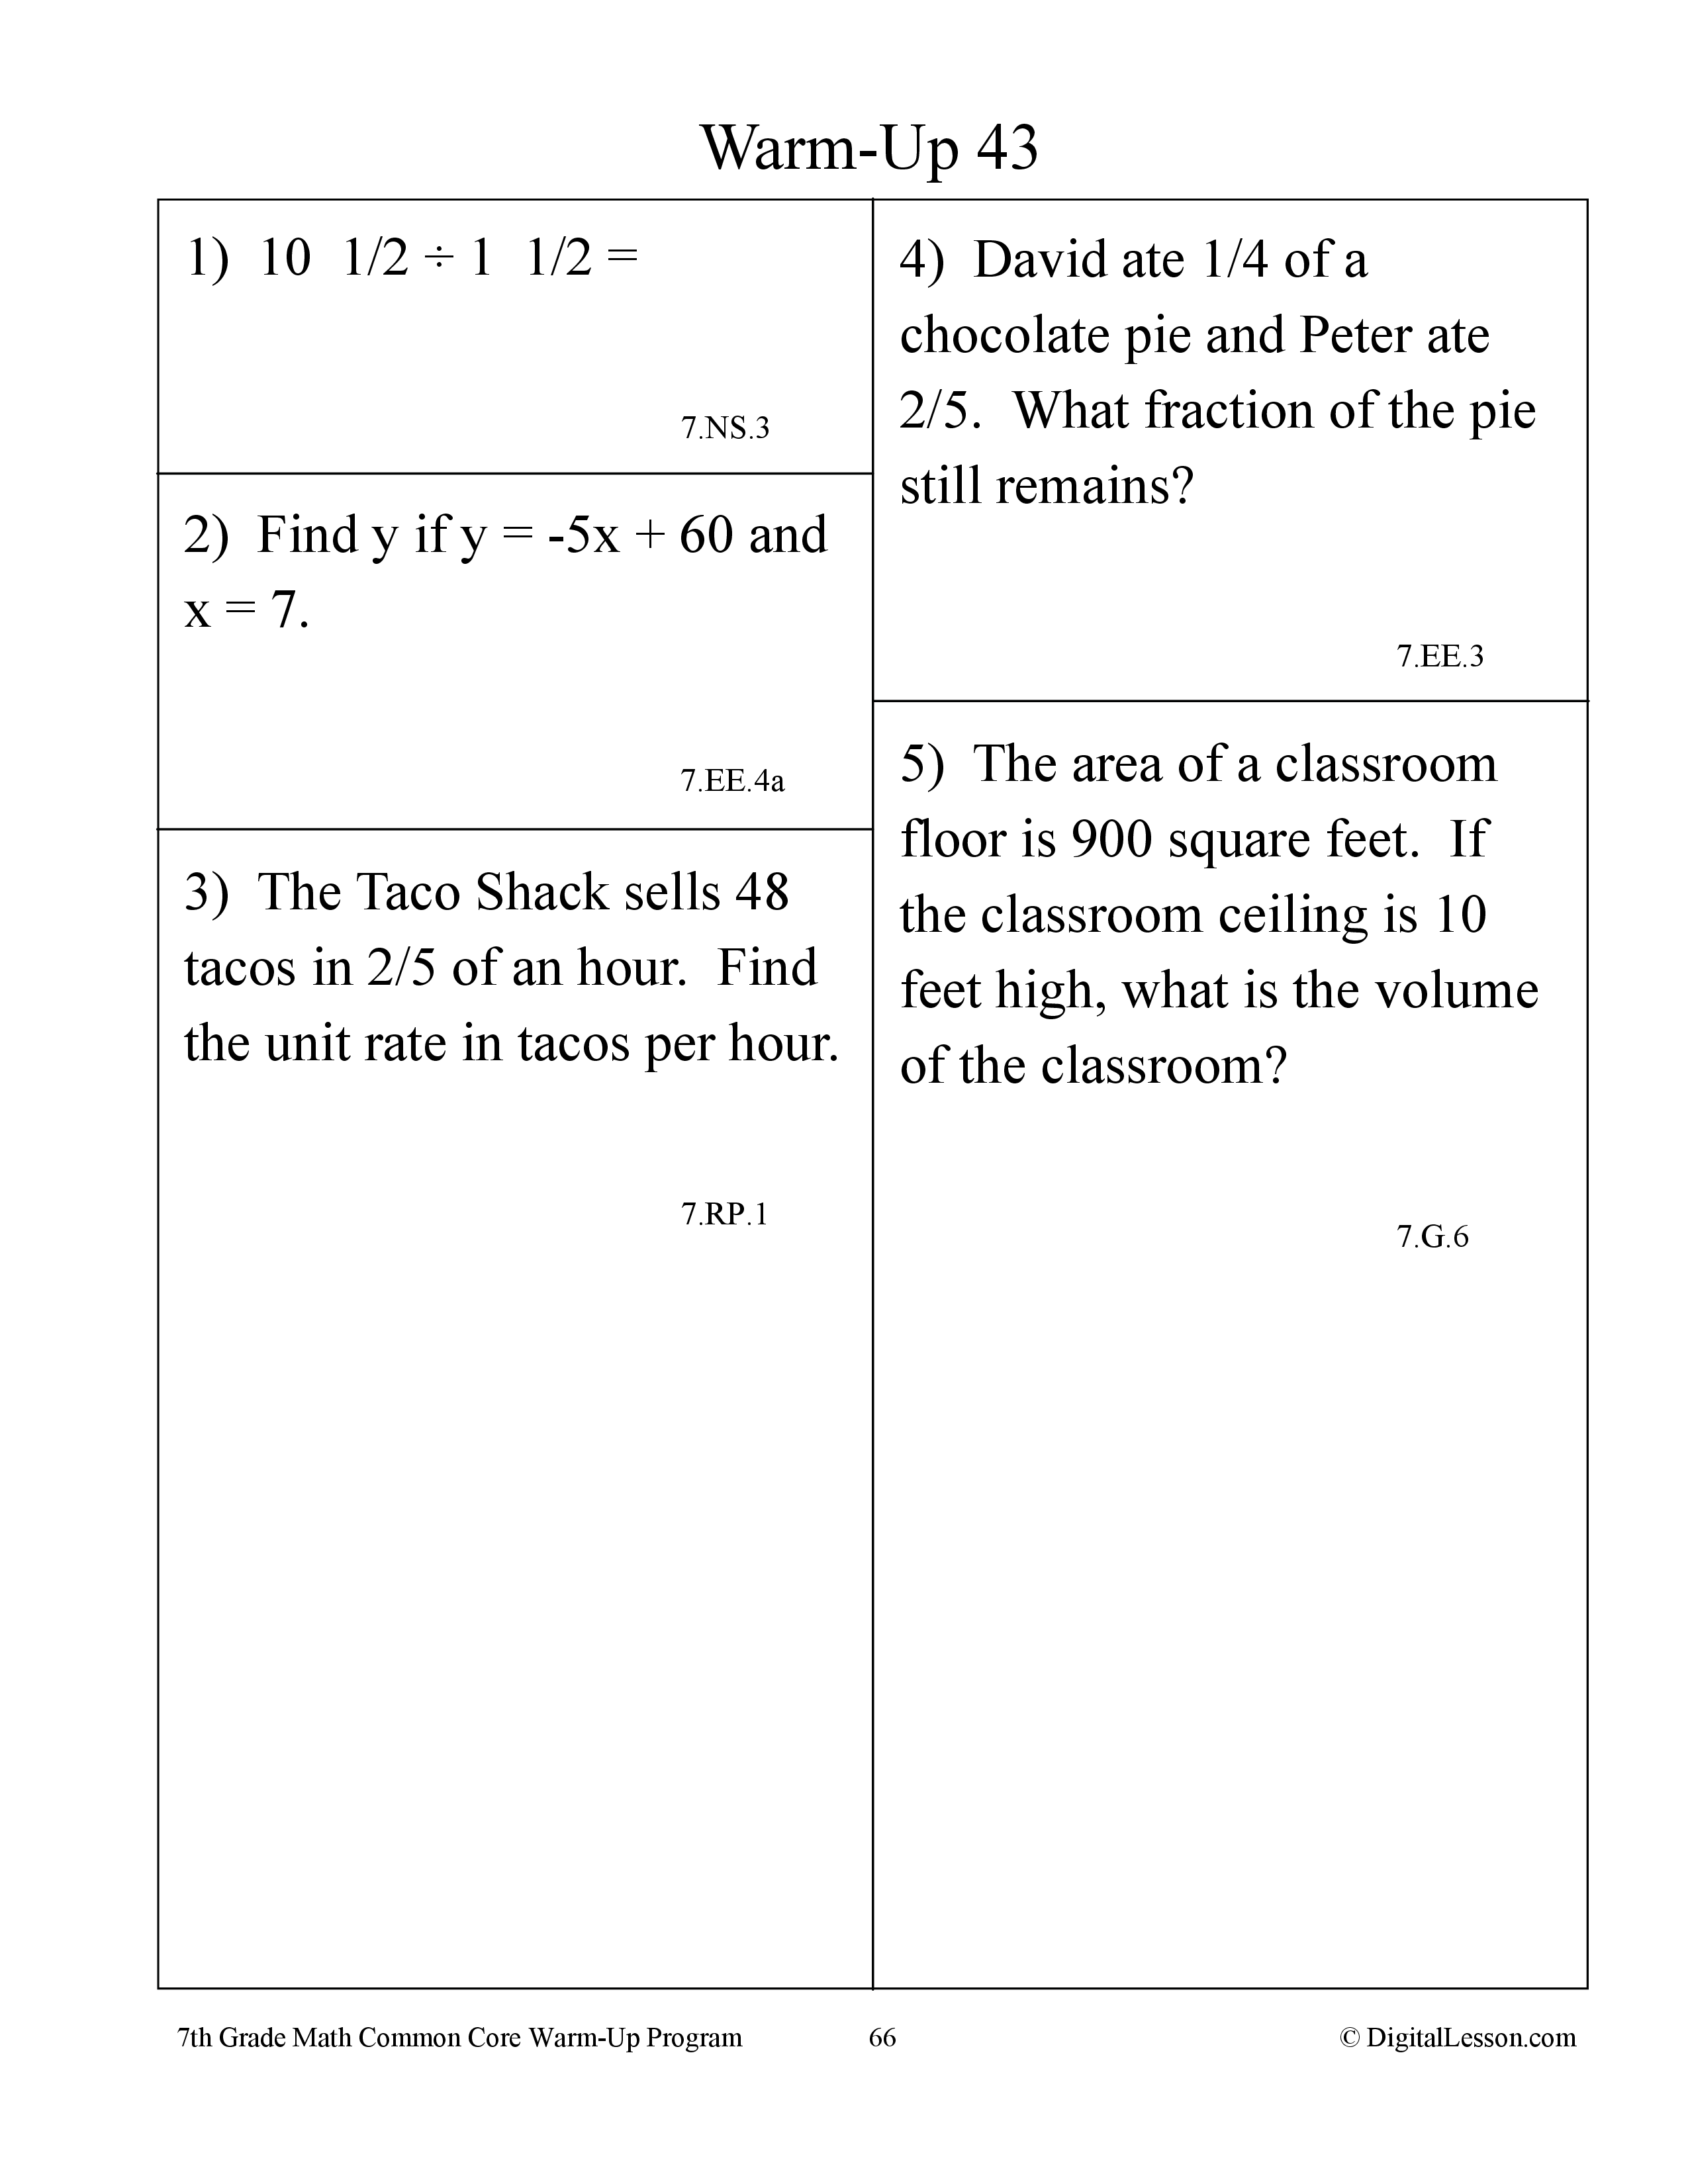 Warm-Up 43
1)  10  1/2 ÷ 1  1/2 =
7.NS.3
2)  Find y if y = -5x + 60 and
x = 7.
7.EE.4a
3)  The Taco Shack sells 48
tacos in 2/5 of an hour.  Find
the unit rate in tacos per hour.
7.RP.1
4)  David ate 1/4 of a
chocolate pie and Peter ate
2/5.  What fraction of the pie
still remains?
7.EE.3
5)  The area of a classroom
floor is 900 square feet.  If
the classroom ceiling is 10
feet high, what is the volume
of the classroom?
7.G.6
7th Grade Math Common Core Warm-Up Program 66 © DigitalLesson.com